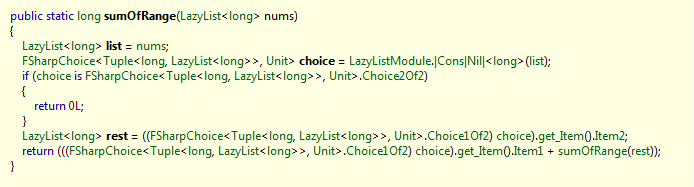 public static long sumOfRange(LazyList<long> nums)
{
LazyList<long> list = nums;
FSharpChoice<Tuple<long, LazyList<long>>, Unit> choice = LazyListModule.|Cons|Nil|<long>(list);
if (choice is FSharpChoice<Tuple<long, LazyList<long>>, Unit>.Choice2Of2)
{
return 0L;
}
LazyList<long> rest = ((FSharpChoice<Tuple<long, LazyList<long>>, Unit>.Choice1Of2) choice).get_Item().Item2;
return (((FSharpChoice<Tuple<long, LazyList<long>>, Unit>.Choice1Of2) choice).get_Item().Item1 + sumOfRange(rest));
}